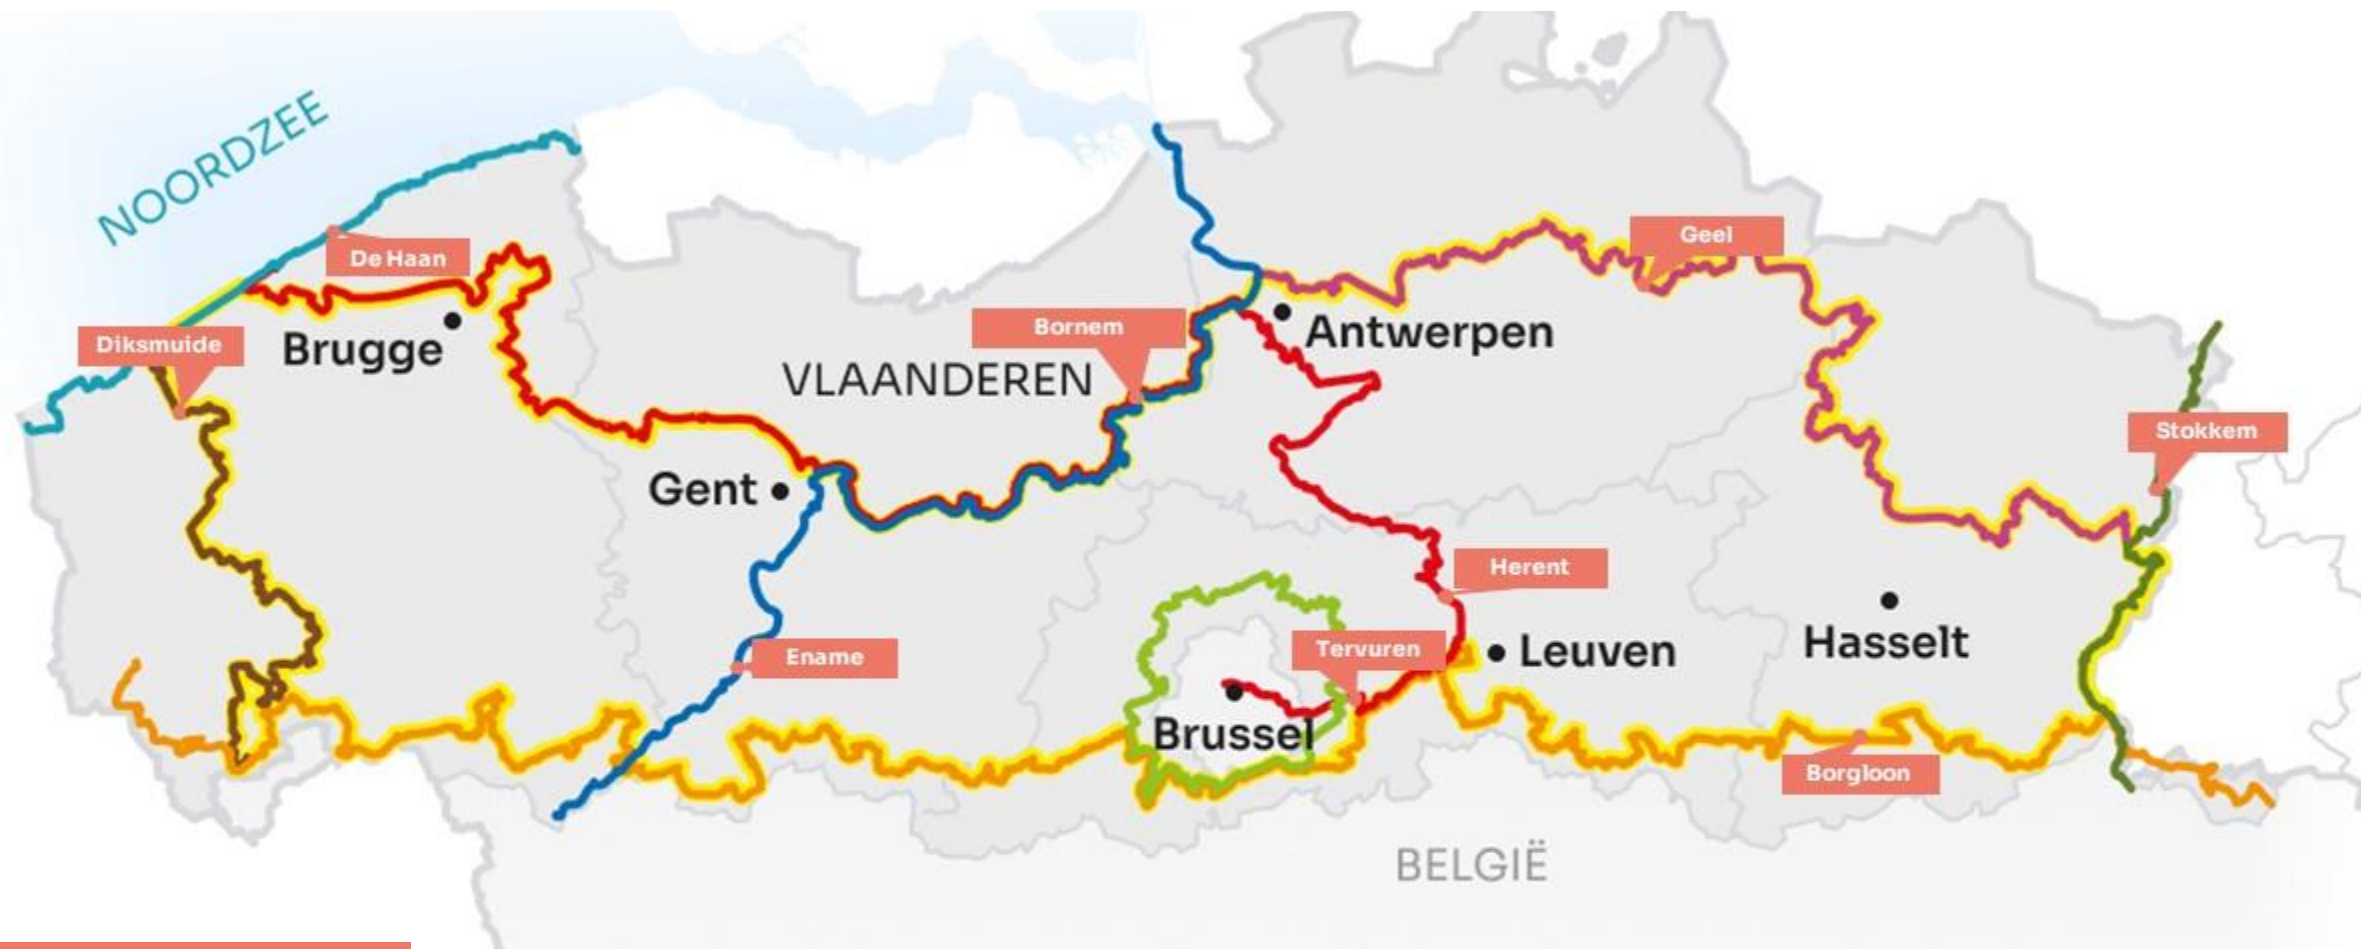 NOORDZEE
De Haan
Geel
Diksmuide
Brugge
Bornem
Antwerpen
VLAANDEREN
Stokkem
Gent
Herent
Ename
Tervuren
Leuven
Hasselt
Brussel
Borgloon
BELGIË